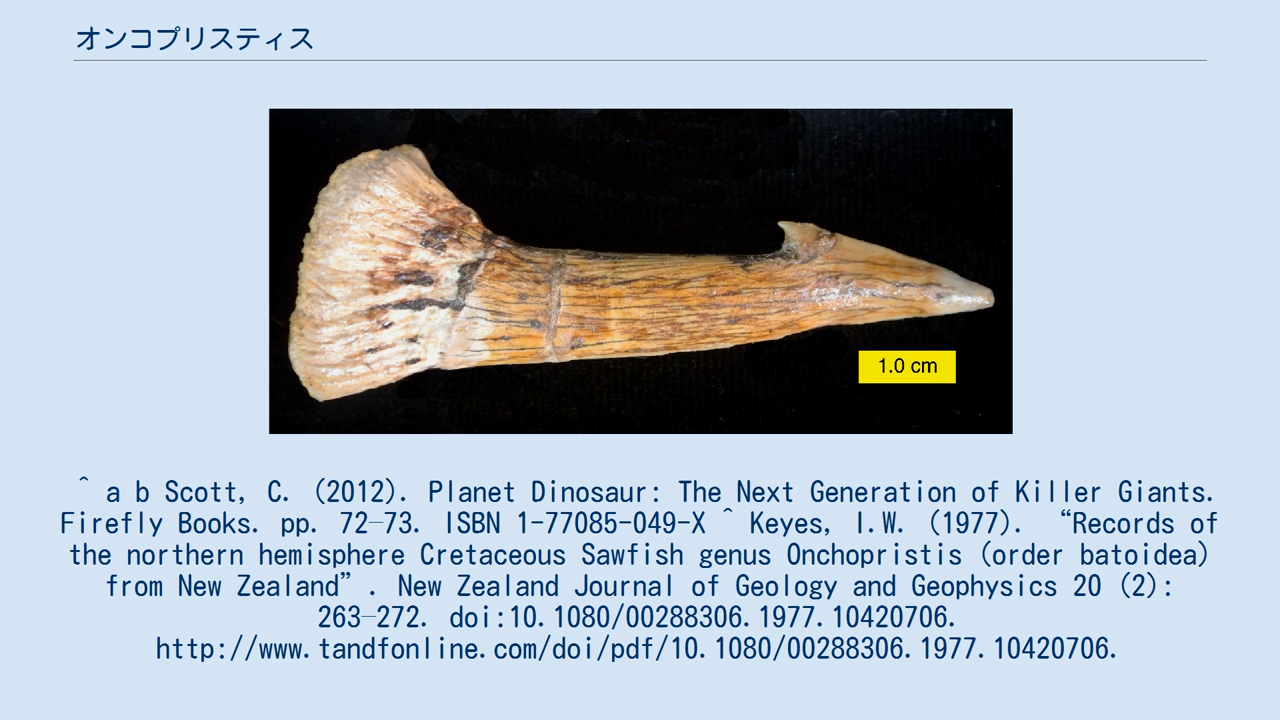 オンコプリスティス
1.0 cm
^ a b Scott, C. (2012). Planet Dinosaur: The Next Generation of Killer Giants.
Firefly Books. pp. 72–73. ISBN 1-77085-049-X ^ Keyes, I.W. (1977). “Records of
the northern hemisphere Cretaceous Sawfish genus Onchopristis (order batoidea)
from New Zealand”. New Zealand Journal of Geology and Geophysics 20 (2):
263–272. doi:10.1080/00288306.1977.10420706.
http://www.tandfonline.com/doi/pdf/10.1080/00288306.1977.10420706.